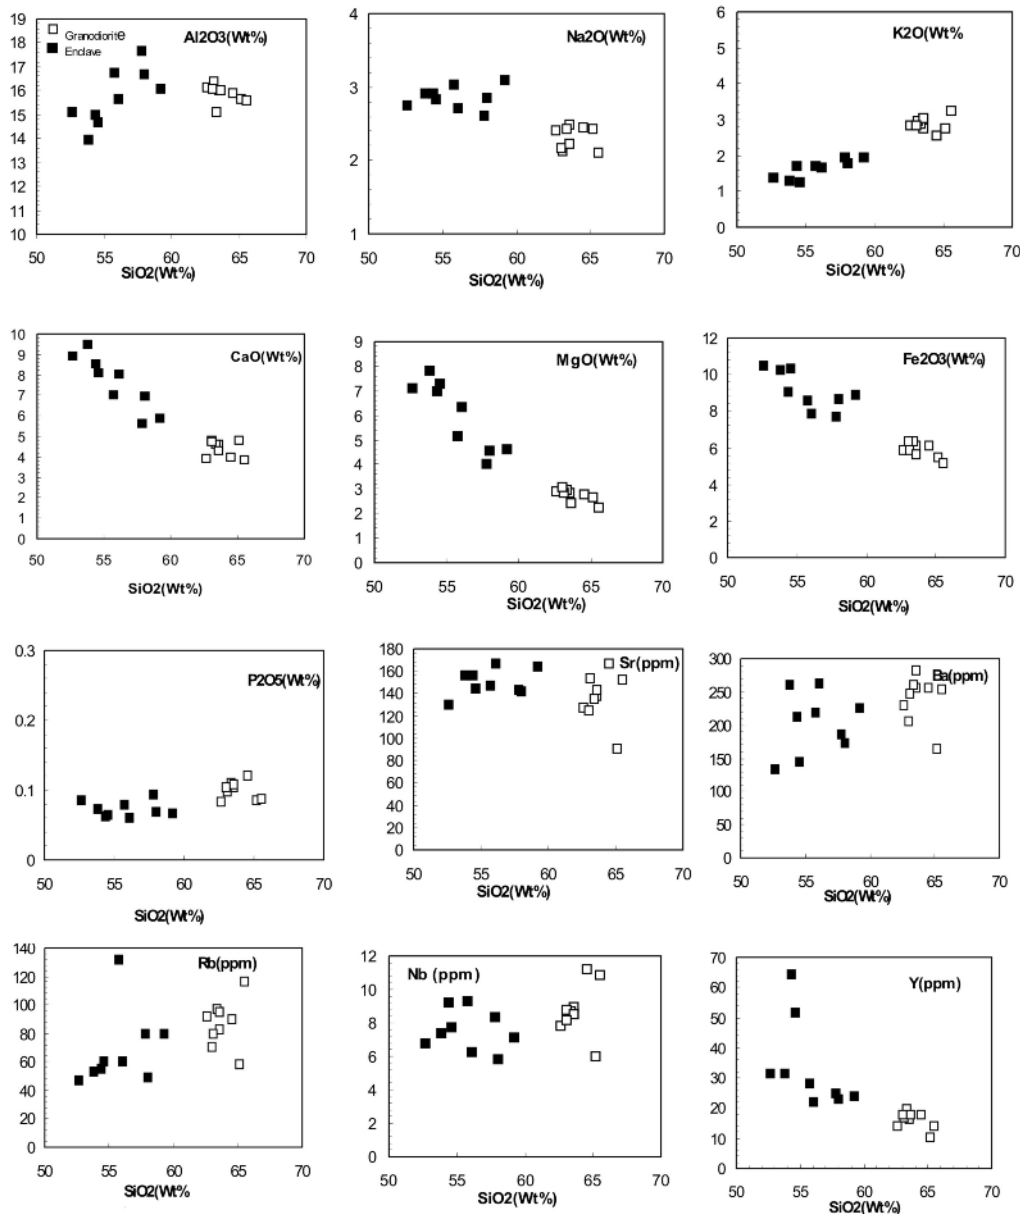 Al2O3(Wt%)
Granodiorite
Enclave
19
18
17
16
15
14
13
12
11
10
50 55 60 65 70
SiO2(Wt%)
Na2O(Wt%)
4
3
2
1
50 55 60 65 70
SiO2(Wt%)
K2O(Wt%
6
5
4
3
2
1
0
50 55 60 65 70
SiO2(Wt%)
CaO(Wt%)
10
9
8
7
6
5
4
3
2
1
0
50 55 60 65 70
SiO2(Wt%)
MgO(Wt%)
9
8
7
6
5
4
3
2
1
0
50 55 60 65 70
SiO2(Wt%)
Fe2O3(Wt%)
12
10
8
6
4
2
0
50 55 60 65 70
SiO2(Wt%)
P2O5(Wt%)
0.3
0.2
0.1
0
50 55 60 65 70
SiO2(Wt%)
Sr(ppm)
180
160
140
120
100
80
60
40
20
0
50 55 60 65 70
SiO2(Wt%)
Ba(ppm)
300
250
200
150
100
50
0
50 55 60 65 70
SiO2(Wt%)
Rb(ppm)
140
120
100
80
60
40
20
0
50 55 60 65 70
SiO2(Wt%
Nb (ppm)
12
10
8
6
4
2
0
50 55 60 65 70
SiO2(Wt%)
Y(ppm)
70
60
50
40
30
20
10
0
50 55 60 65 70
SiO2(Wt%)